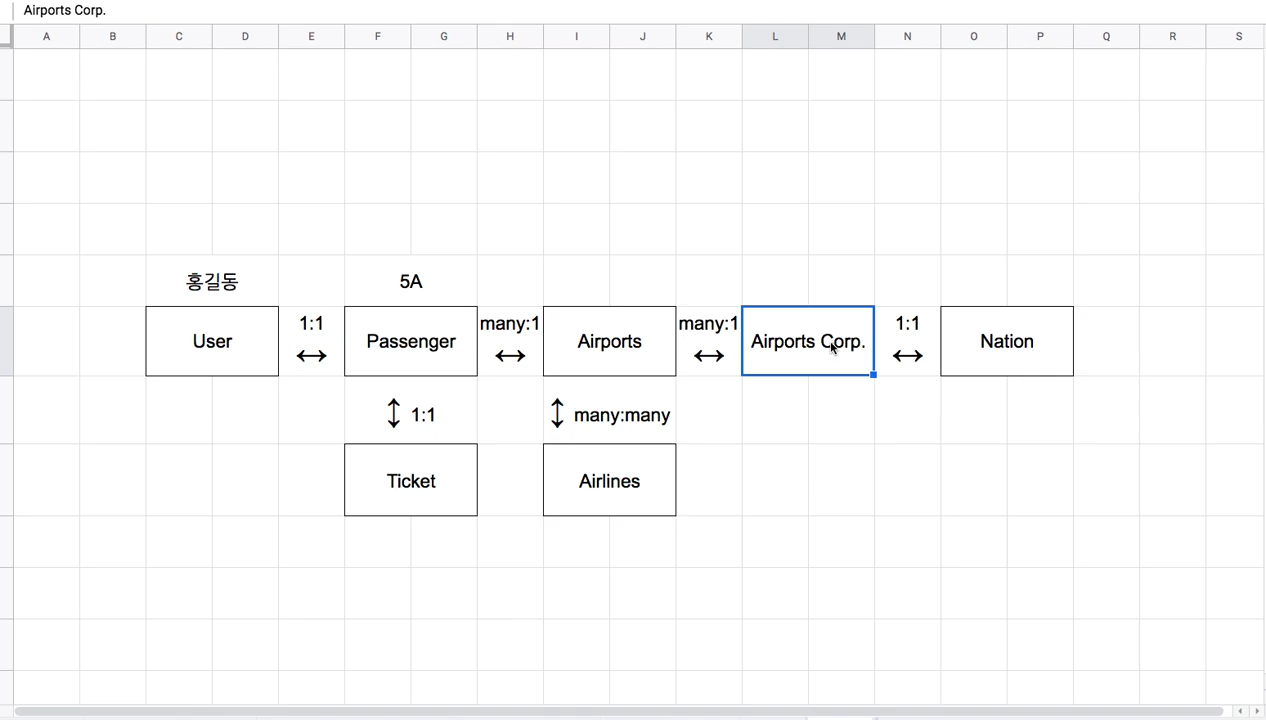 Airports Corp.
A B C D E F G H I J K L M N O P Q R S
홍길동 5A
1:1 many:1 many:1 1:1
User ↔ Passenger ↔ Airports ↔ Airports Corp. ↔ Nation
↕ 1:1 ↕ many:many
Ticket Airlines